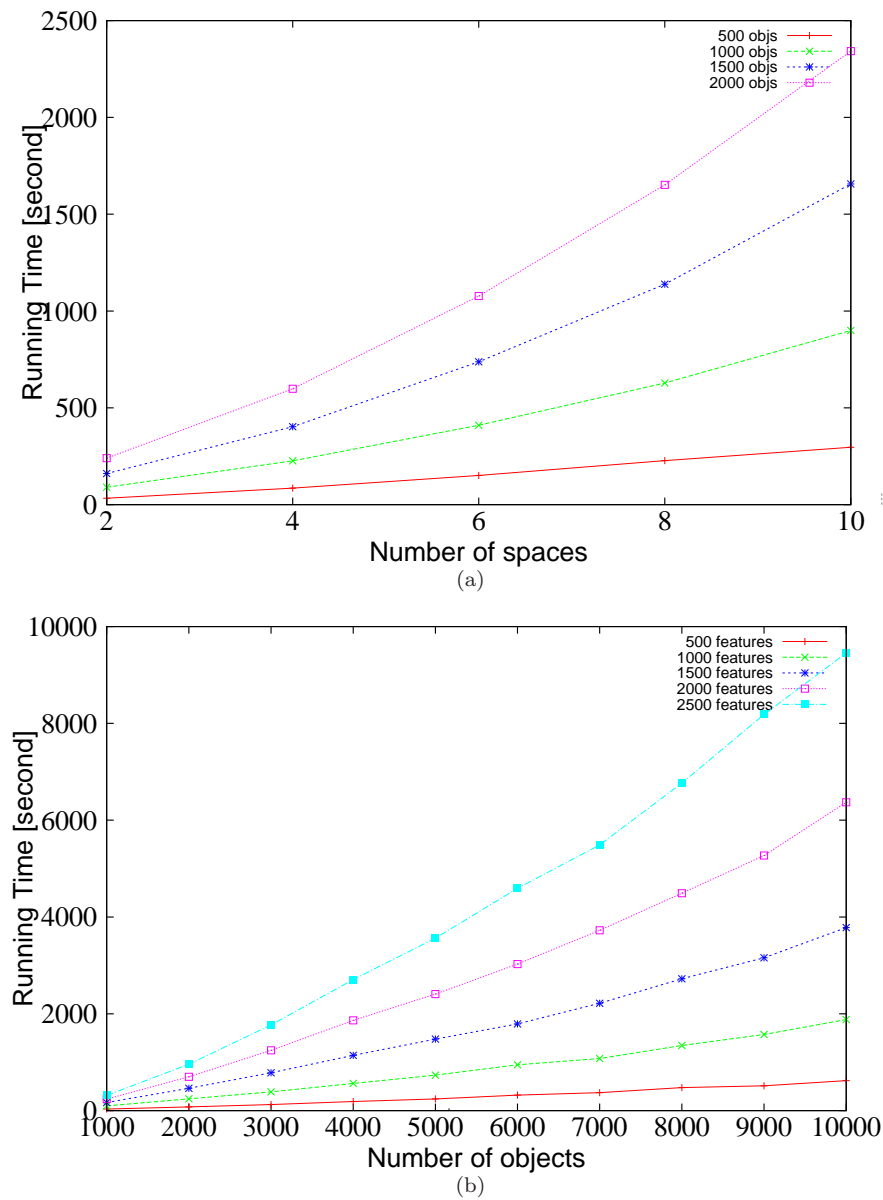 2500
2000
1500
1000
500
0
Running Time [second]
500 objs
1000 objs
1500 objs
2000 objs
2 4 6 8 10
Number of spaces
(a)
10000
8000
6000
4000
2000
0
Running Time [second]
500 features
1000 features
1500 features
2000 features
2500 features
1000 2000 3000 4000 5000 6000 7000 8000 9000 10000
Number of objects
(b)